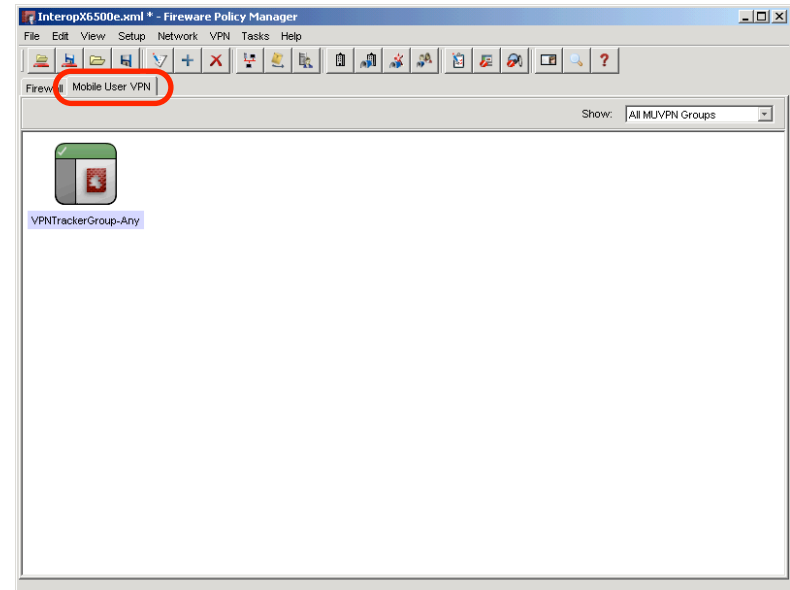 InteropX6500e.xml * - Fireware Policy Manager
File Edit View Setup Network VPN Tasks Help
Firewall Mobile User VPN
Show: All MUVPN Groups
VPNTrackerGroup-Any